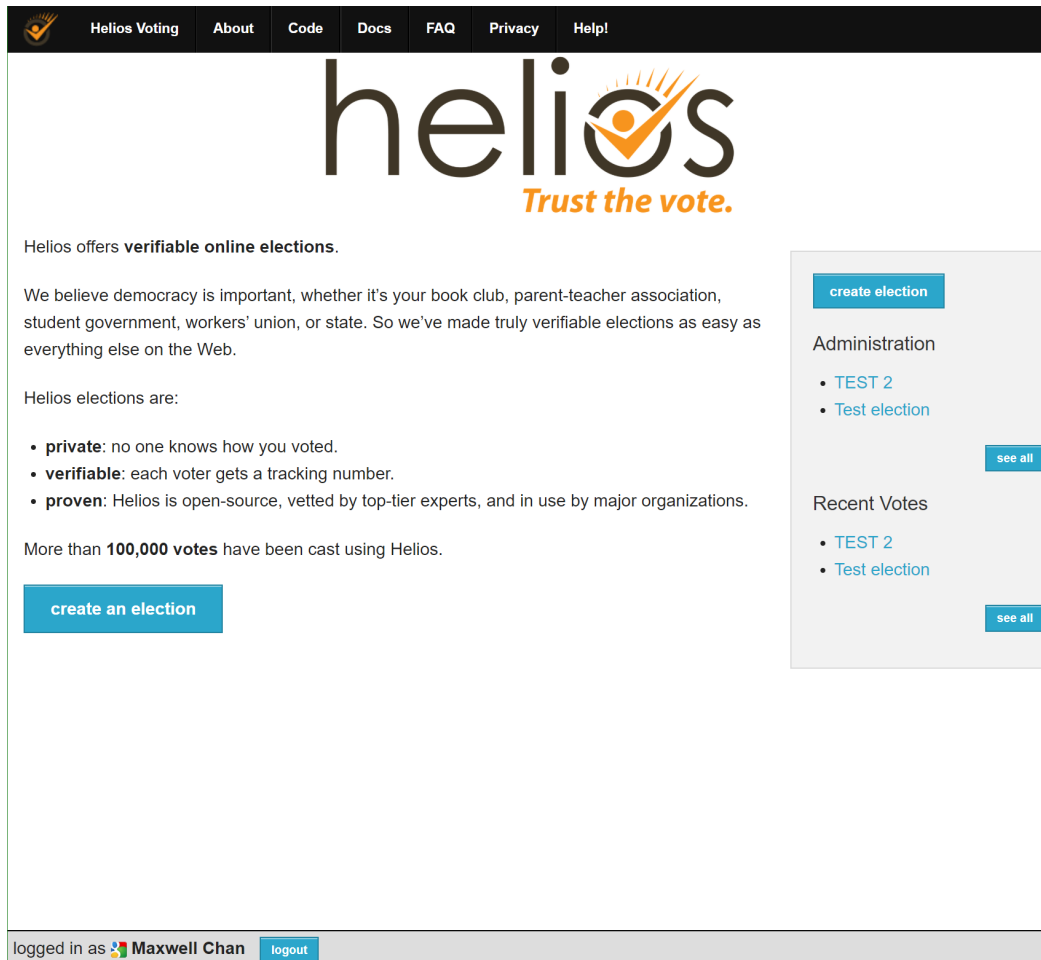 Helios Voting About Code Docs FAQ Privacy Help!
helios
Trust the vote.
Helios offers verifiable online elections.
We believe democracy is important, whether it's your book club, parent-teacher association,
student government, workers' union, or state. So we've made truly verifiable elections as easy as
everything else on the Web.
Helios elections are:
• private: no one knows how you voted.
• verifiable: each voter gets a tracking number.
• proven: Helios is open-source, vetted by top-tier experts, and in use by major organizations.
More than 100,000 votes have been cast using Helios.
create an election
create election
Administration
• TEST 2
• Test election
see all
Recent Votes
• TEST 2
• Test election
see all
logged in as Maxwell Chan logout